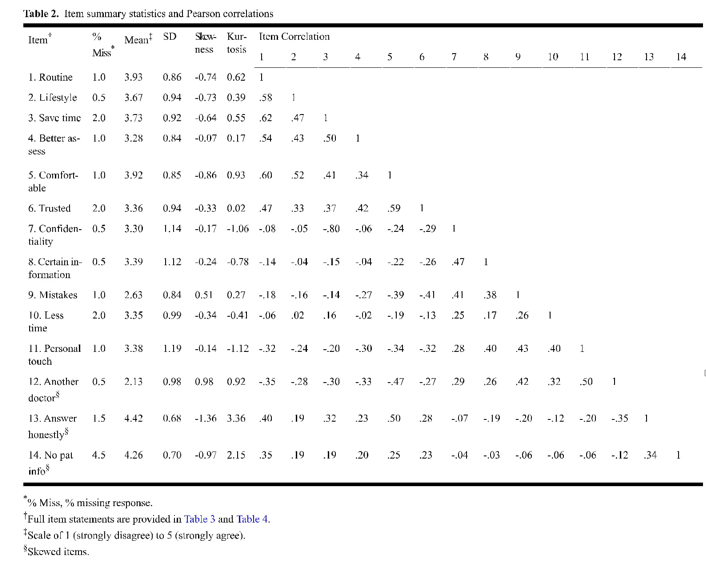 Table 2. Item summary statistics and Pearson correlations
Item† % Mean‡ SD Skew- Kur- Item Correlation
Miss* ness tosis 1 2 3 4 5 6 7 8 9 10 11 12 13 14
1. Routine 1.0 3.93 0.86 -0.74 0.62 1
2. Lifestyle 0.5 3.67 0.94 -0.73 0.39 .58 1
3. Save time 2.0 3.73 0.92 -0.64 0.55 .62 .47 1
4. Better as- 1.0 3.28 0.84 -0.07 0.17 .54 .43 .50 1
sess
5. Comfort- 1.0 3.92 0.85 -0.86 0.93 .60 .52 .41 .34 1
able
6. Trusted 2.0 3.36 0.94 -0.33 0.02 .47 .33 .37 .42 .59 1
7. Confiden- 0.5 3.30 1.14 -0.17 -1.06 -.08 -.05 -.80 -.06 -.24 -.29 1
tiality
8. Certain in- 0.5 3.39 1.12 -0.24 -0.78 -.14 -.04 -.15 -.04 -.22 -.26 .47 1
formation
9. Mistakes 1.0 2.63 0.84 0.51 0.27 -.18 -.16 -.14 -.27 -.39 -.41 .41 .38 1
10. Less 2.0 3.35 0.99 -0.34 -0.41 -.06 .02 .16 -.02 -.19 -.13 .25 .17 .26 1
time
11. Personal 1.0 3.38 1.19 -0.14 -1.12 -.32 -.24 -.20 -.30 -.34 -.32 .28 .40 .43 .40 1
touch
12. Another 0.5 2.13 0.98 0.98 0.92 -.35 -.28 -.30 -.33 -.47 -.27 .29 .26 .42 .32 .50 1
doctor§
13. Answer 1.5 4.42 0.68 -1.36 3.36 .40 .19 .32 .23 .50 .28 -.07 -.19 -.20 -.12 -.20 -.35 1
honestly§
14. No pat 4.5 4.26 0.70 -0.97 2.15 .35 .19 .19 .20 .25 .23 -.04 -.03 -.06 -.06 -.06 -.12 .34 1
info§
*% Miss, % missing response.
†Full item statements are provided in Table 3 and Table 4.
‡Scale of 1 (strongly disagree) to 5 (strongly agree).
§Skewed items.